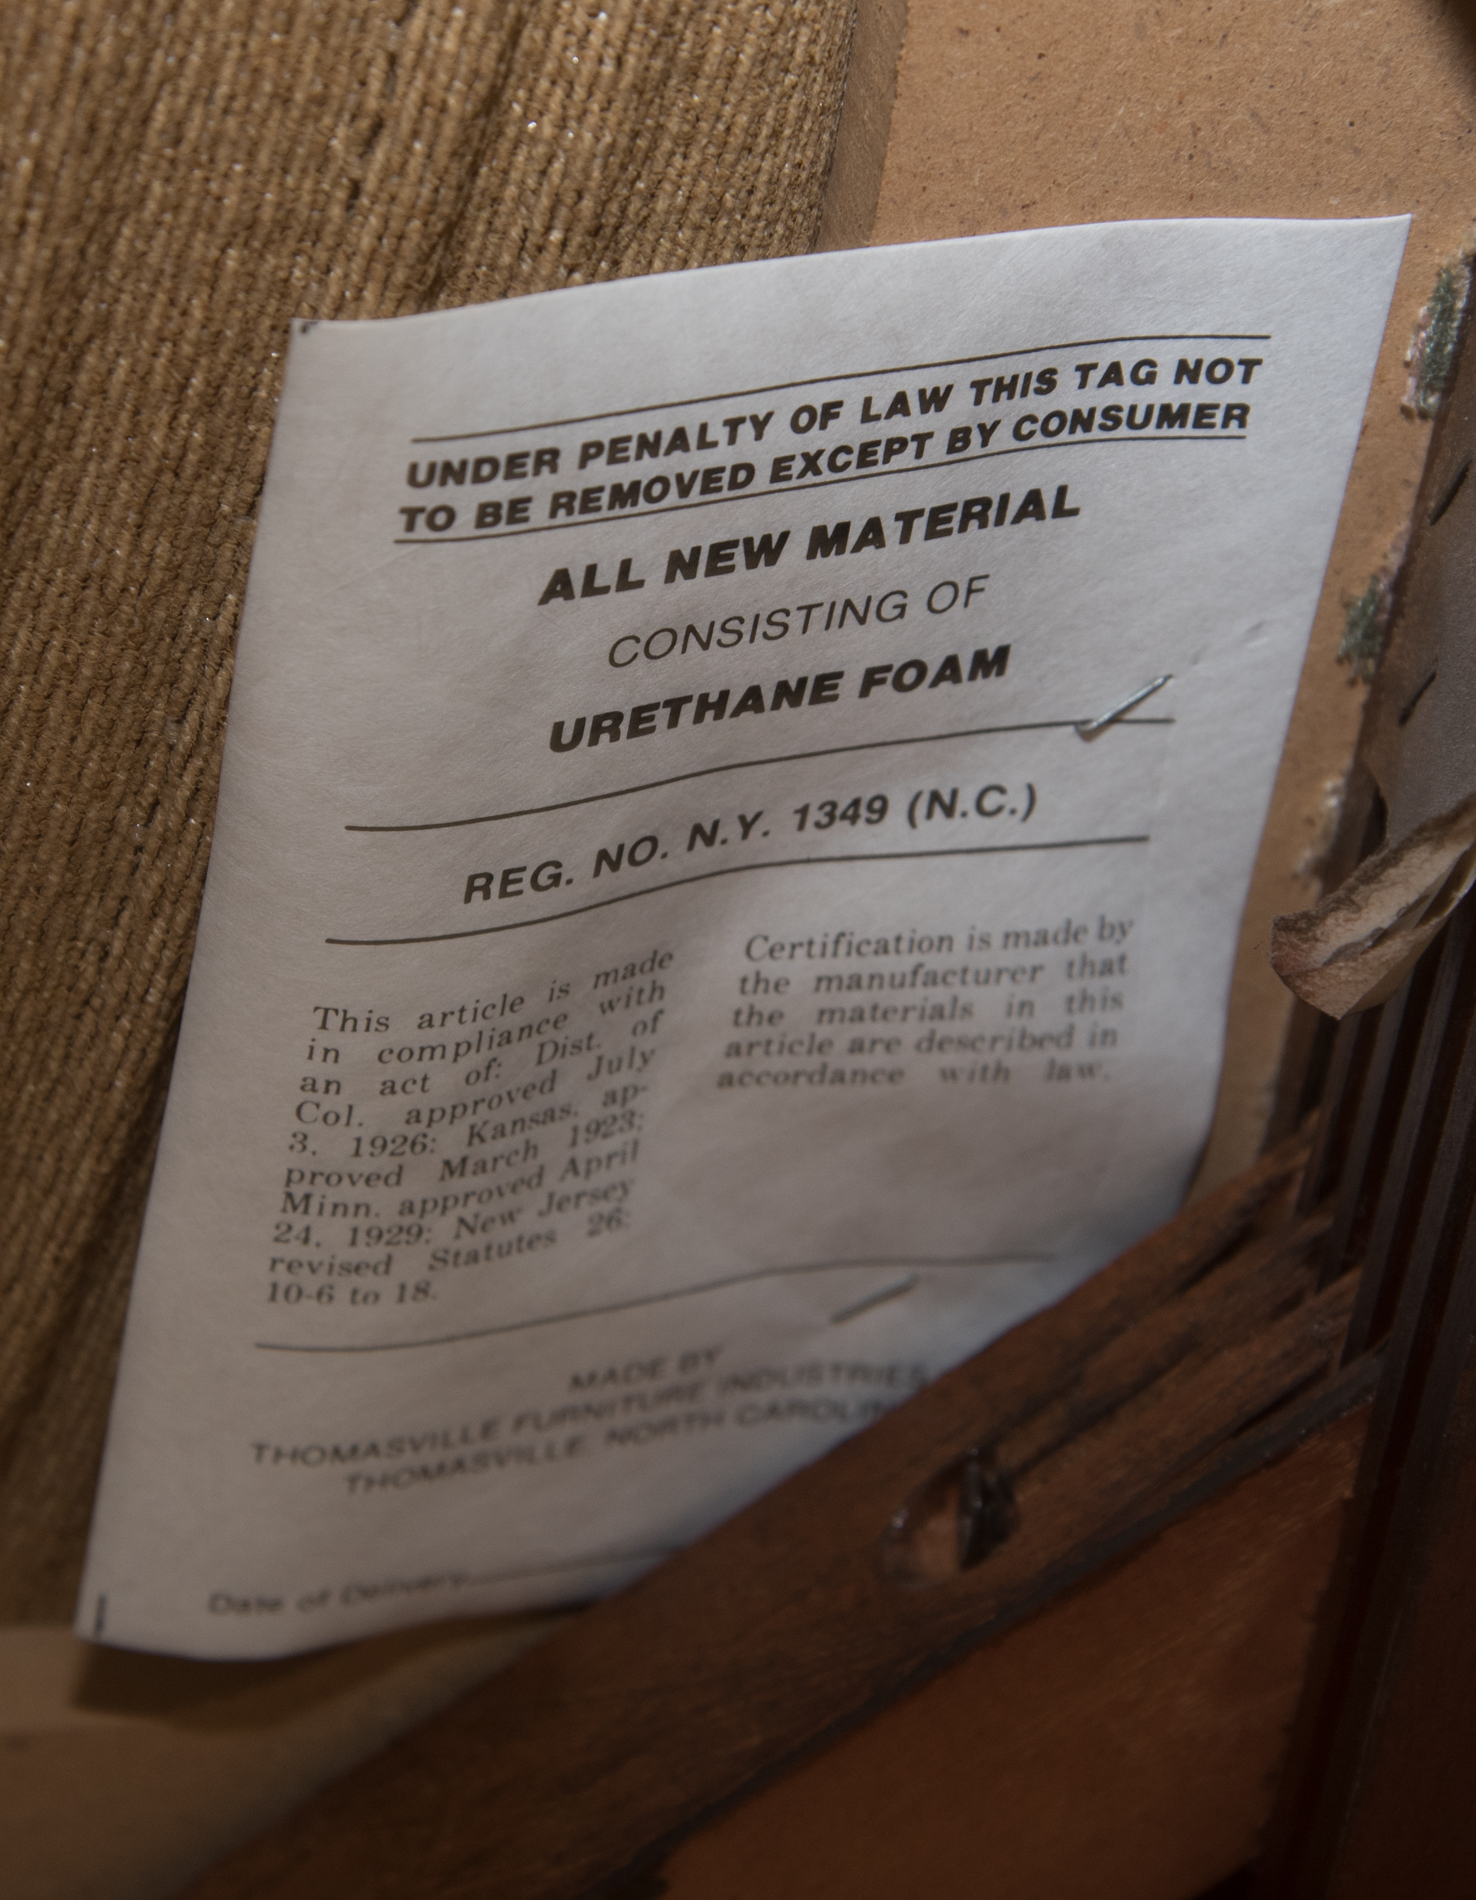 UNDER PENALTY OF LAW THIS TAG NOT
TO BE REMOVED EXCEPT BY CONSUMER
ALL NEW MATERIAL
CONSISTING OF
URETHANE FOAM
REG. NO. N.Y. 1349 (N.C.)
This article is made
in compliance with
an act of: Dist. of
Col. approved July
3, 1926; Kansas, ap-
proved March 1923;
Minn. approved April
24, 1929; New Jersey
revised Statutes 26:
10-6 to 18.
Certification is made by
the manufacturer that
the materials in this
article are described in
accordance with law.
MADE BY
THOMASVILLE FURNITURE INDUSTRIES
THOMASVILLE, NORTH CAROLIN
Date of Delivery